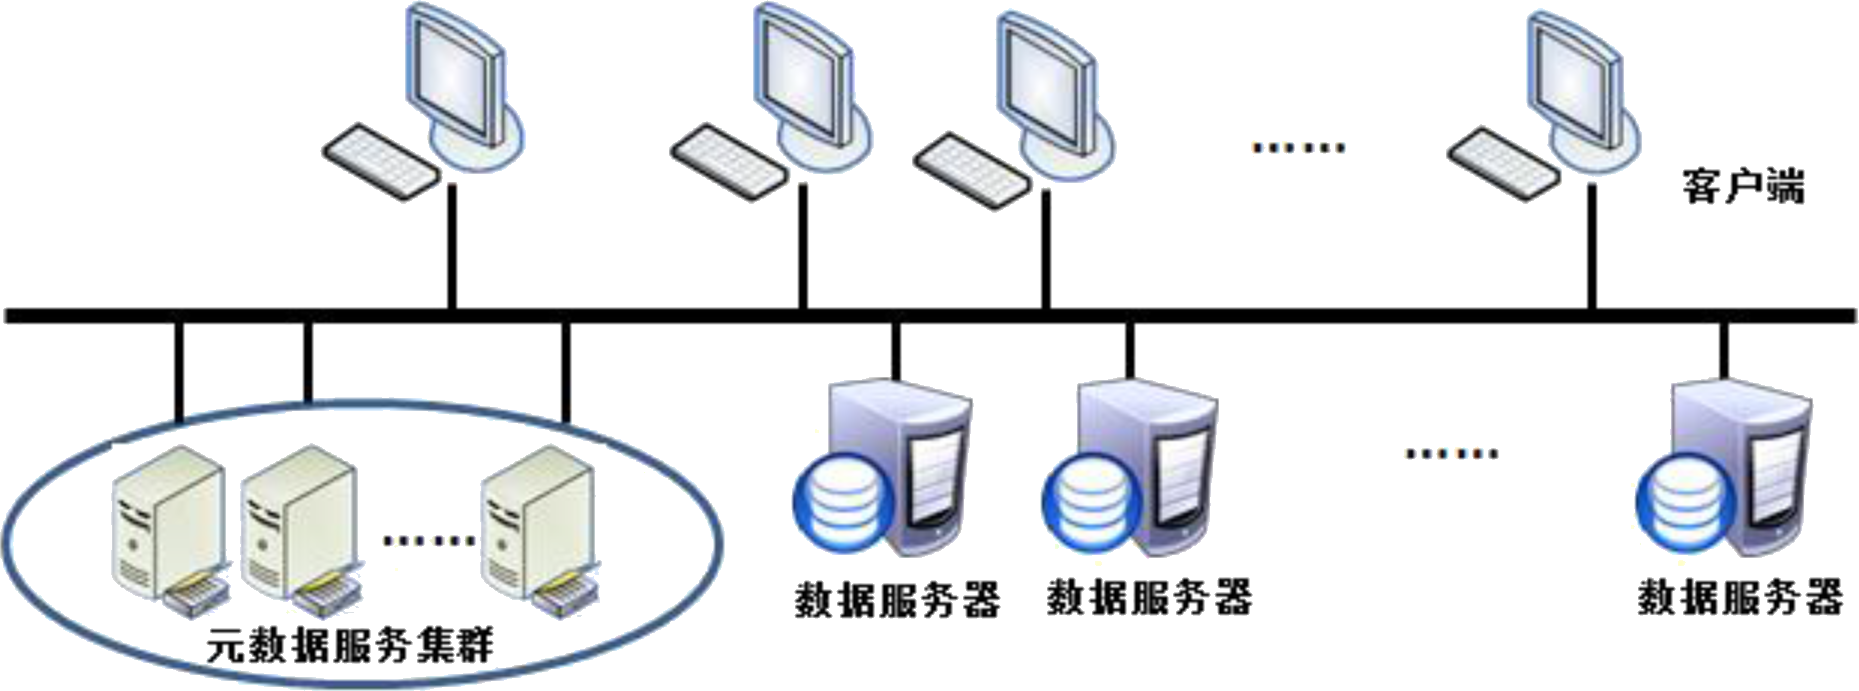 ……
客户端
……
……
数据服务器
数据服务器
数据服务器
元数据服务集群